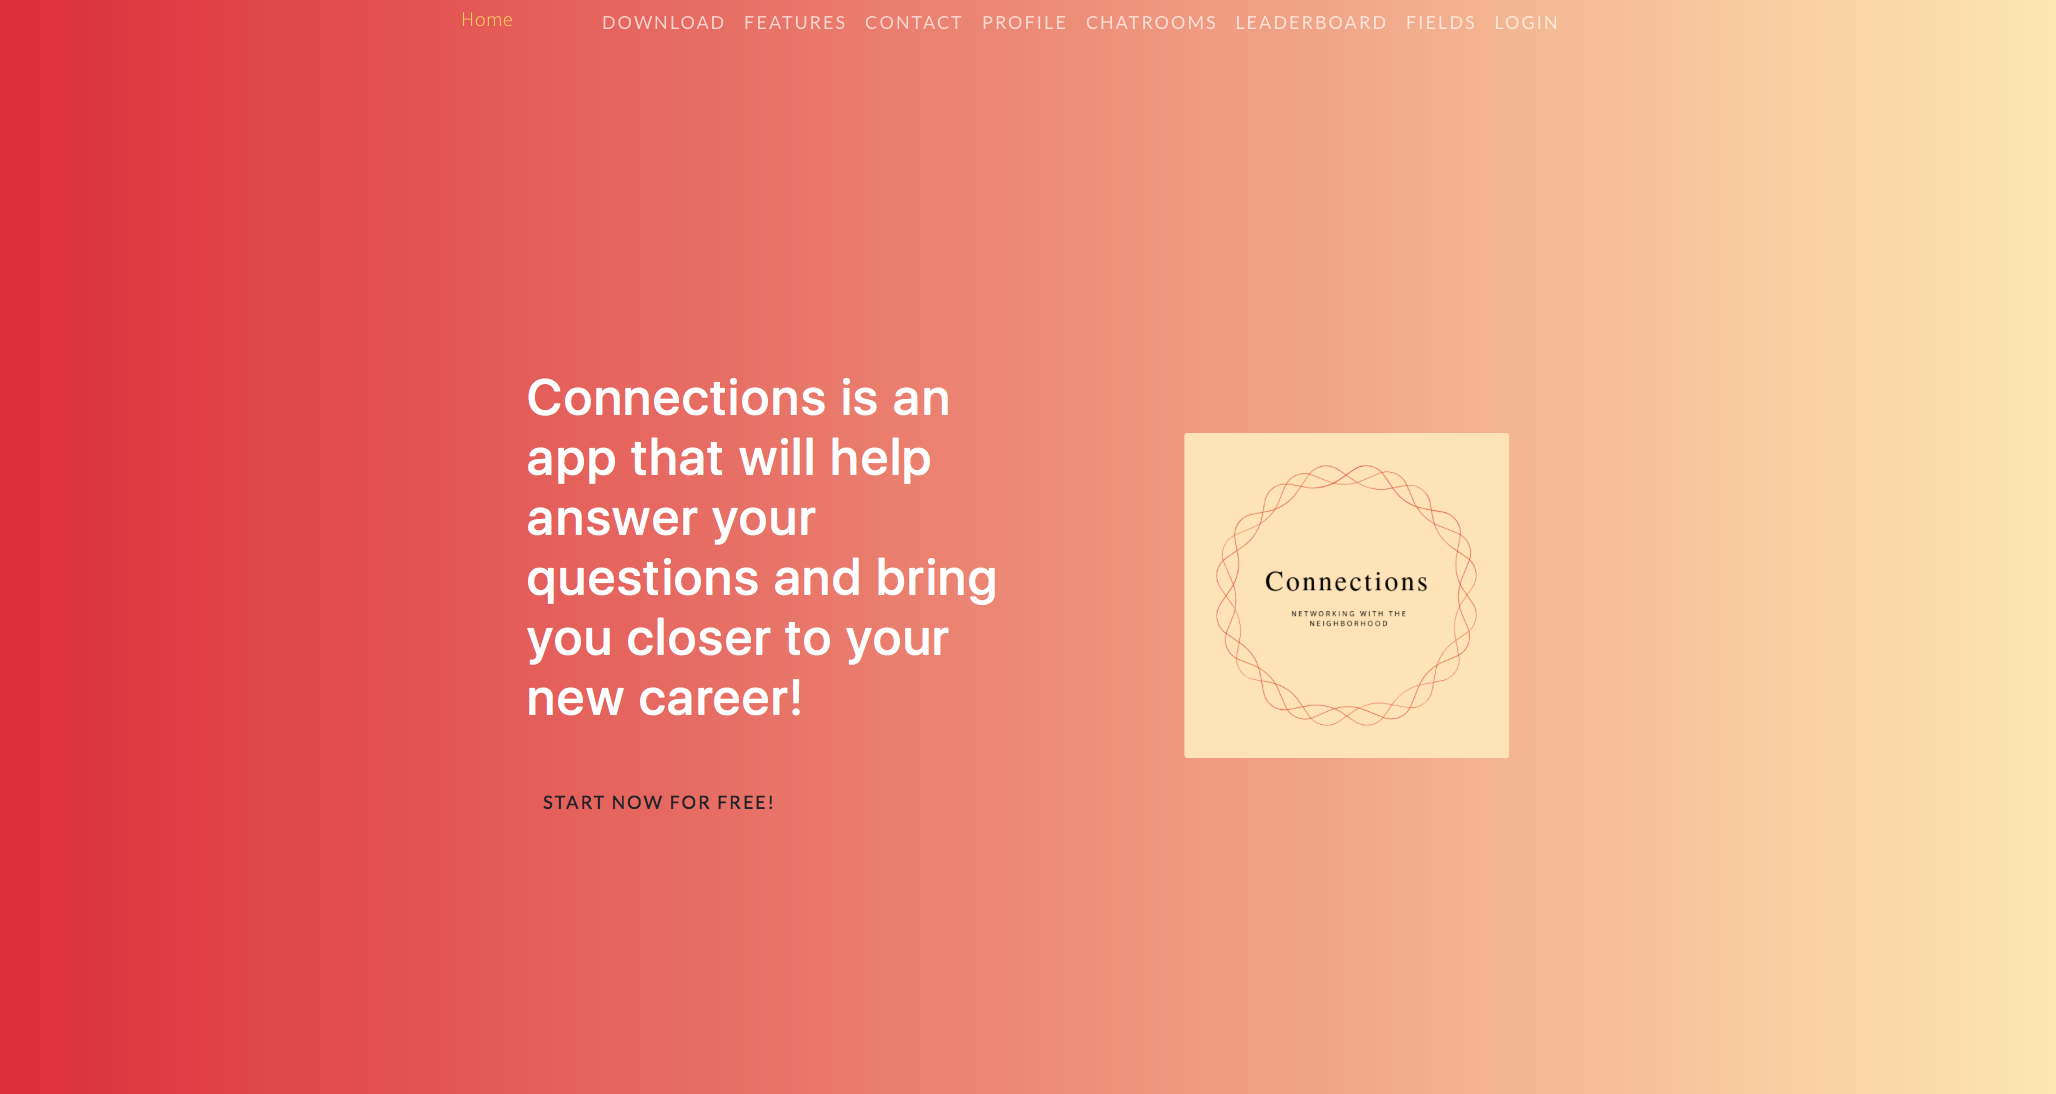 Home DOWNLOAD FEATURES CONTACT PROFILE CHATROOMS LEADERBOARD FIELDS LOGIN
Connections is an
app that will help
answer your
questions and bring
you closer to your
new career!
START NOW FOR FREE!
Connections
NETWORKING WITH THE
NEIGHBORHOOD